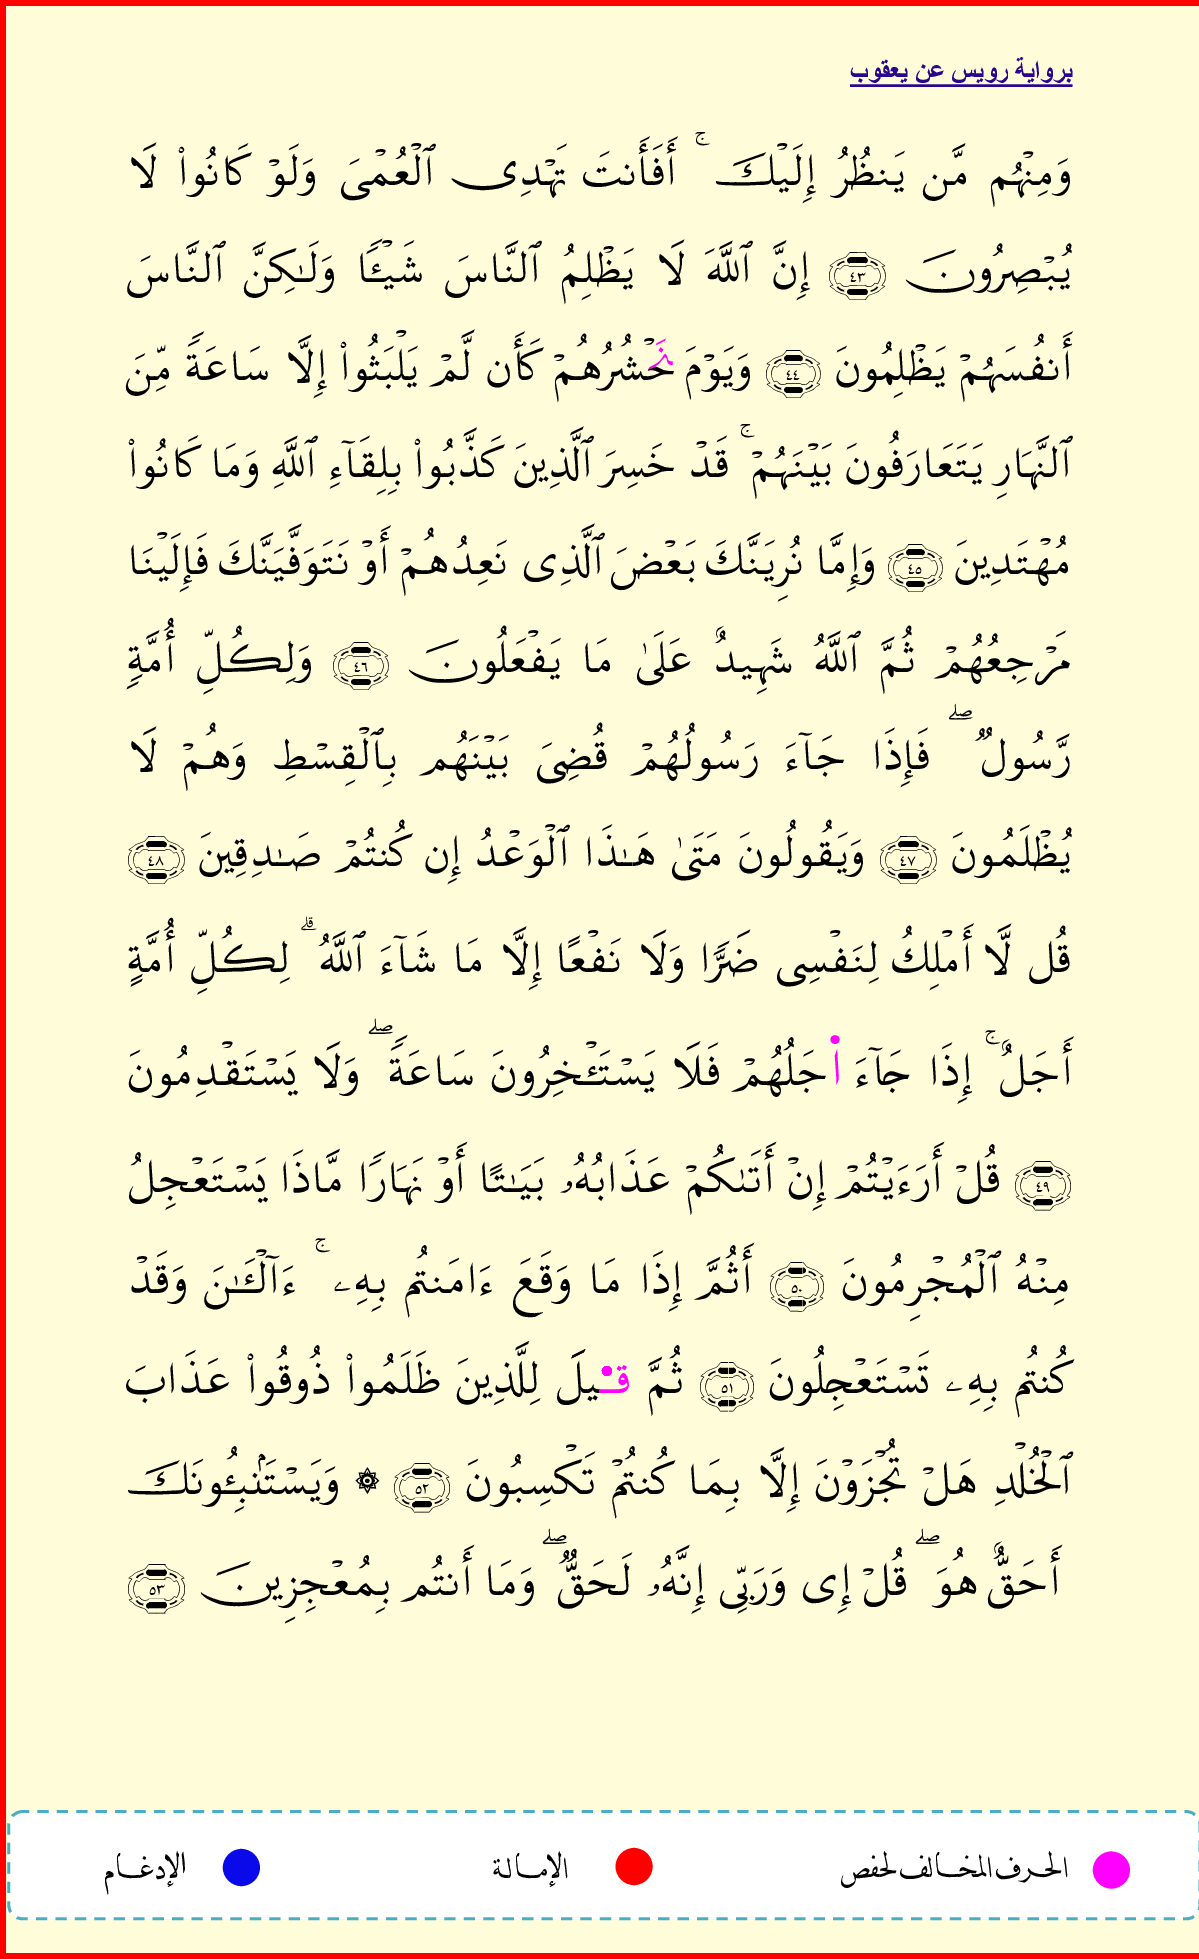 برواية رويس عن يعقوب
وَمِنْهُم مَّن يَنظُرُ إِلَيْكَ ۚ أَفَأَنتَ تَهْدِى ٱلْعُمْىَ وَلَوْ كَانُوا۟ لَا
يُبْصِرُونَ ٤٣ إِنَّ ٱللَّهَ لَا يَظْلِمُ ٱلنَّاسَ شَيْـًٔا وَلَـٰكِنَّ ٱلنَّاسَ
أَنفُسَهُمْ يَظْلِمُونَ ٤٤ وَيَوْمَ نَحْشُرُهُمْ كَأَن لَّمْ يَلْبَثُوا۟ إِلَّا سَاعَةً مِّنَ
ٱلنَّهَارِ يَتَعَارَفُونَ بَيْنَهُمْ ۚ قَدْ خَسِرَ ٱلَّذِينَ كَذَّبُوا۟ بِلِقَآءِ ٱللَّهِ وَمَا كَانُوا۟
مُهْتَدِينَ ٤٥ وَإِمَّا نُرِيَنَّكَ بَعْضَ ٱلَّذِى نَعِدُهُمْ أَوْ نَتَوَفَّيَنَّكَ فَإِلَيْنَا
مَرْجِعُهُمْ ثُمَّ ٱللَّهُ شَهِيدٌ عَلَىٰ مَا يَفْعَلُونَ ٤٦ وَلِكُلِّ أُمَّةٍ
رَّسُولٌ ۖ فَإِذَا جَآءَ رَسُولُهُمْ قُضِىَ بَيْنَهُم بِٱلْقِسْطِ وَهُمْ لَا
يُظْلَمُونَ ٤٧ وَيَقُولُونَ مَتَىٰ هَـٰذَا ٱلْوَعْدُ إِن كُنتُمْ صَـٰدِقِينَ ٤٨
قُل لَّا أَمْلِكُ لِنَفْسِى ضَرًّا وَلَا نَفْعًا إِلَّا مَا شَآءَ ٱللَّهُ ۗ لِكُلِّ أُمَّةٍ
أَجَلٌ ۚ إِذَا جَآءَ ا۬جَلُهُمْ فَلَا يَسْتَـْٔخِرُونَ سَاعَةً ۖ وَلَا يَسْتَقْدِمُونَ
٤٩ قُلْ أَرَءَيْتُمْ إِنْ أَتَىٰكُمْ عَذَابُهُۥ بَيَـٰتًا أَوْ نَهَارًا مَّاذَا يَسْتَعْجِلُ
مِنْهُ ٱلْمُجْرِمُونَ ٥٠ أَثُمَّ إِذَا مَا وَقَعَ ءَامَنتُم بِهِۦ ۚ ءَآلْـَٔـٰنَ وَقَدْ
كُنتُم بِهِۦ تَسْتَعْجِلُونَ ٥١ ثُمَّ قِيلَ لِلَّذِينَ ظَلَمُوا۟ ذُوقُوا۟ عَذَابَ
ٱلْخُلْدِ هَلْ تُجْزَوْنَ إِلَّا بِمَا كُنتُمْ تَكْسِبُونَ ٥٢ ۞ وَيَسْتَنۢبِـُٔونَكَ
أَحَقٌّ هُوَ ۖ قُلْ إِى وَرَبِّى إِنَّهُۥ لَحَقٌّ ۖ وَمَا أَنتُم بِمُعْجِزِينَ ٥٣
الحرف المخالف لحفص الإمالة الإدغام